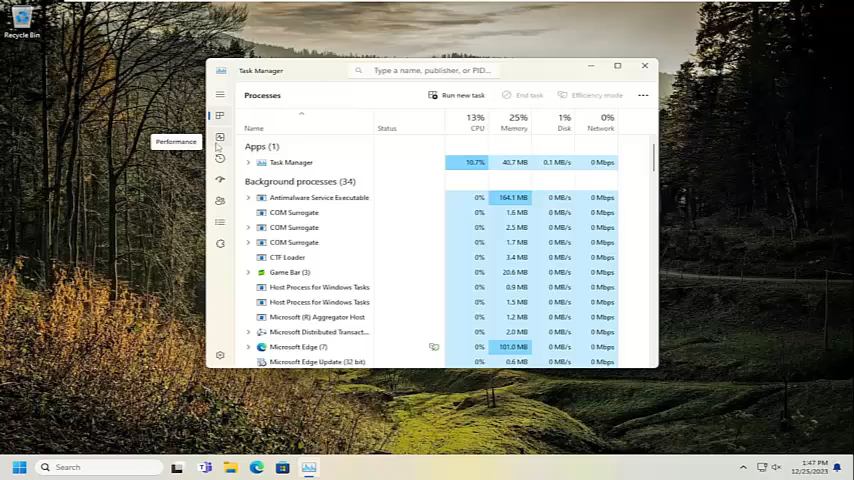 Recycle Bin
Task Manager
Type a name, publisher, or PID...
Processes
Run new task
End task
Efficiency mode
...
13% 25% 1% 0%
Name Status CPU Memory Disk Network
Performance
Apps (1)
Task Manager 10.7% 40.7 MB 0.1 MB/s 0 Mbps
Background processes (34)
Antimalware Service Executable 0% 164.1 MB 0 MB/s 0 Mbps
COM Surrogate 0% 1.6 MB 0 MB/s 0 Mbps
COM Surrogate 0% 2.5 MB 0 MB/s 0 Mbps
COM Surrogate 0% 1.7 MB 0 MB/s 0 Mbps
CTF Loader 0% 3.4 MB 0 MB/s 0 Mbps
Game Bar (3) 0% 20.6 MB 0 MB/s 0 Mbps
Host Process for Windows Tasks 0% 0.9 MB 0 MB/s 0 Mbps
Host Process for Windows Tasks 0% 1.5 MB 0 MB/s 0 Mbps
Microsoft (R) Aggregator Host 0% 1.2 MB 0 MB/s 0 Mbps
Microsoft Distributed Transact... 0% 2.0 MB 0 MB/s 0 Mbps
Microsoft Edge (7) 0% 101.0 MB 0 MB/s 0 Mbps
Microsoft Edge Update (32 bit) 0% 0.6 MB 0 MB/s 0 Mbps
Search
1:47 PM
12/25/2023